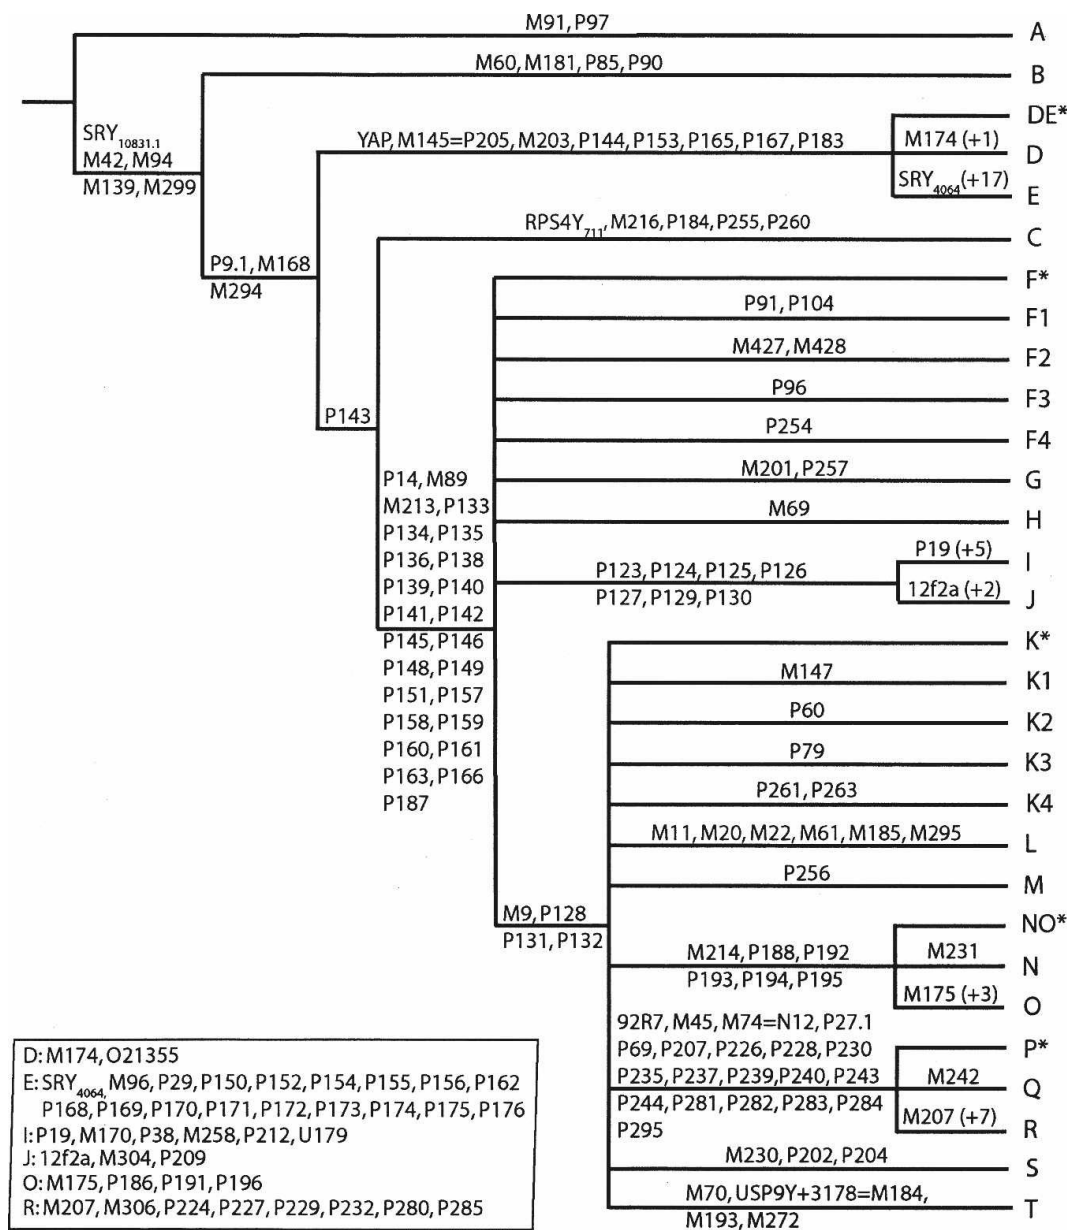 M91, P97
A
M60, M181, P85, P90
B
SRY10831.1
M42, M94
M139, M299
DE*
YAP, M145=P205, M203, P144, P153, P165, P167, P183
M174 (+1)
D
SRY4064(+17)
E
RPS4Y711, M216, P184, P255, P260
C
P9.1, M168
M294
F*
P91, P104
F1
M427, M428
F2
P96
F3
P143
P254
F4
P14, M89
M213, P133
P134, P135
P136, P138
P139, P140
P141, P142
P145, P146
P148, P149
P151, P157
P158, P159
P160, P161
P163, P166
P187
M201, P257
G
M69
H
P123, P124, P125, P126
P127, P129, P130
P19 (+5)
I
12f2a (+2)
J
K*
M147
K1
P60
K2
P79
K3
P261, P263
K4
M11, M20, M22, M61, M185, M295
L
P256
M
M9, P128
P131, P132
NO*
M214, P188, P192
P193, P194, P195
M231
N
M175 (+3)
O
92R7, M45, M74=N12, P27.1
P69, P207, P226, P228, P230
P235, P237, P239, P240, P243
P244, P281, P282, P283, P284
P295
P*
M242
Q
M207 (+7)
R
M230, P202, P204
S
M70, USP9Y+3178=M184,
M193, M272
T
D: M174, O21355
E: SRY4064, M96, P29, P150, P152, P154, P155, P156, P162
P168, P169, P170, P171, P172, P173, P174, P175, P176
I: P19, M170, P38, M258, P212, U179
J: 12f2a, M304, P209
O: M175, P186, P191, P196
R: M207, M306, P224, P227, P229, P232, P280, P285